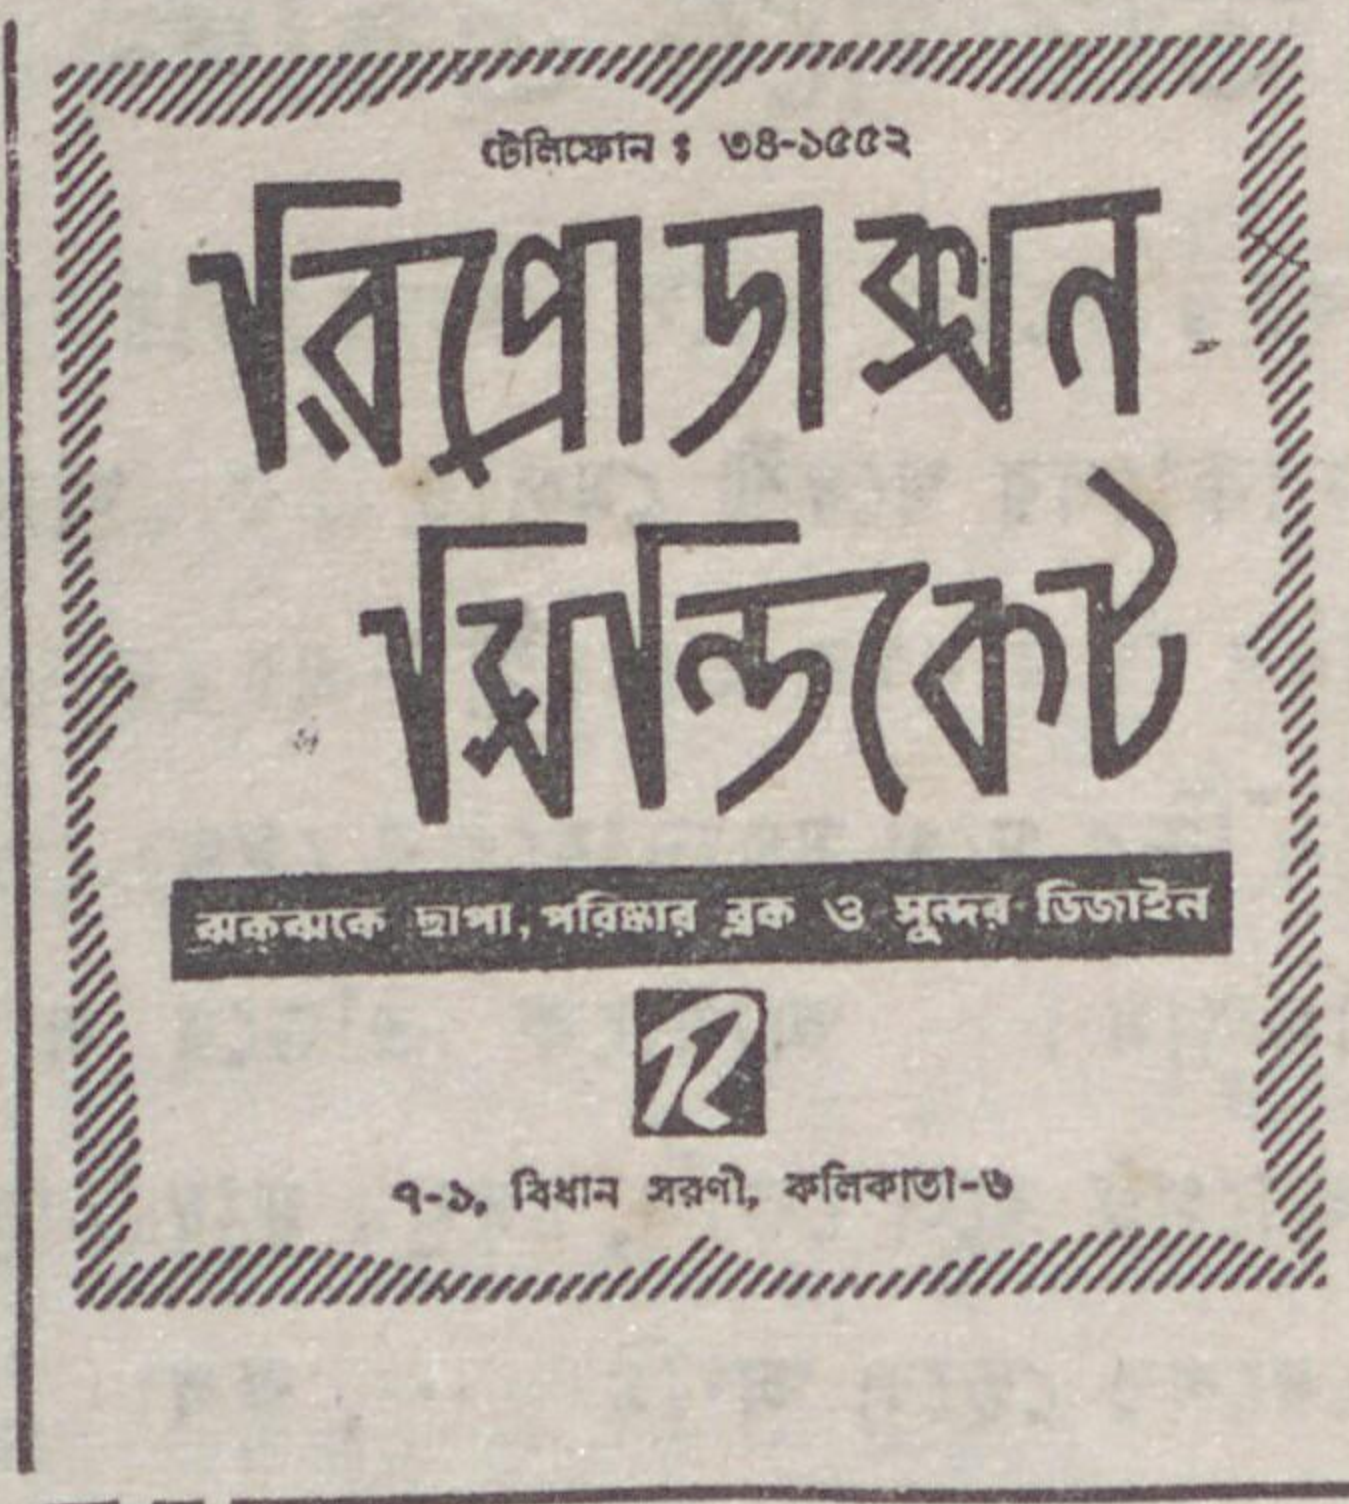 টেলিফোন : ৩৪-১৫৫২
রিপ্রোডাক্সন
সিন্ডিকেট
ঝকঝকে ছাপা, পরিষ্কার ব্লক ও সুন্দর ডিজাইন
R
৭-১, বিধান সরণী, কলিকাতা-৬